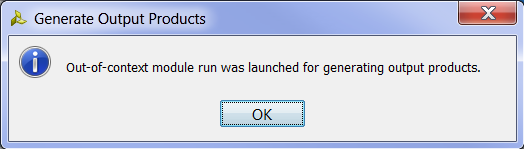 Generate Output Products
Out-of-context module run was launched for generating output products.
OK